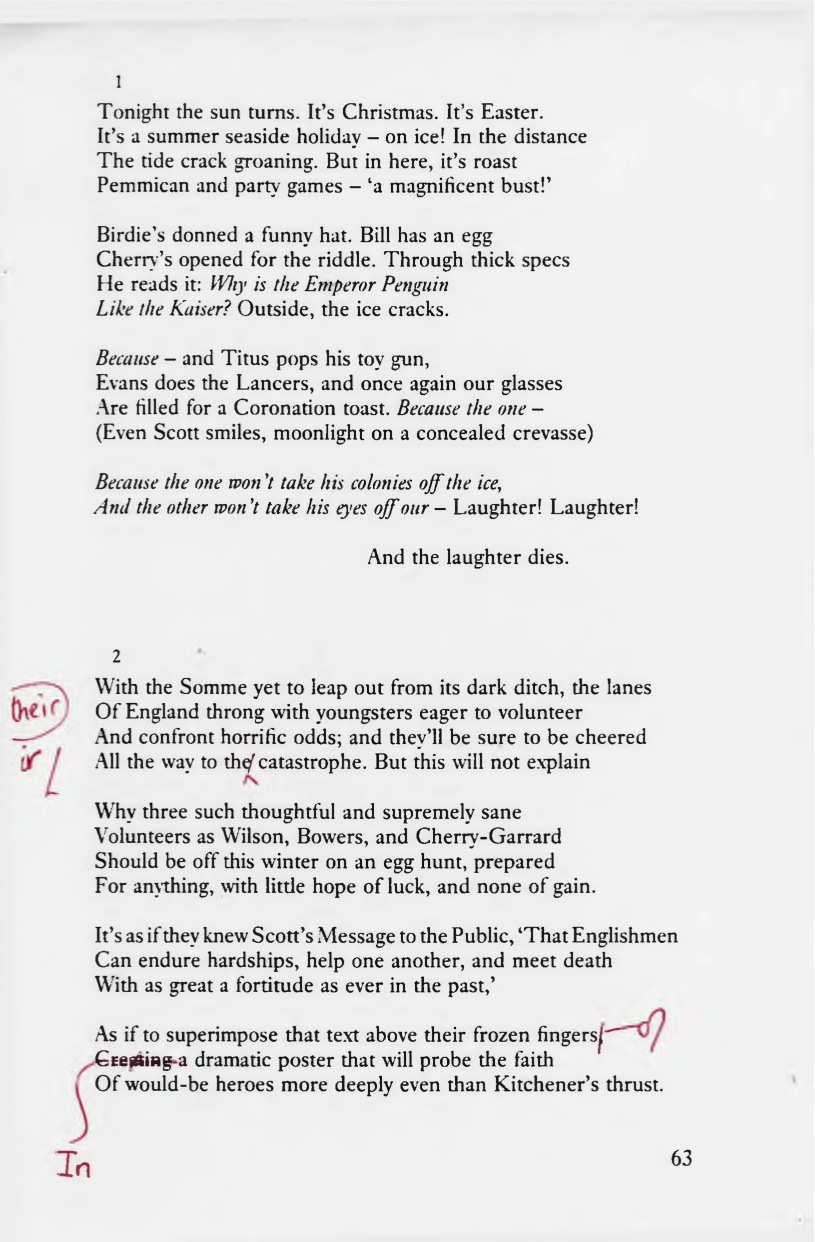 1
Tonight the sun turns. It's Christmas. It's Easter.
It's a summer seaside holiday – on ice! In the distance
The tide crack groaning. But in here, it's roast
Pemmican and party games – 'a magnificent bust!'
Birdie's donned a funny hat. Bill has an egg
Cherry's opened for the riddle. Through thick specs
He reads it: Why is the Emperor Penguin
Like the Kaiser? Outside, the ice cracks.
Because – and Titus pops his toy gun,
Evans does the Lancers, and once again our glasses
Are filled for a Coronation toast. Because the one –
(Even Scott smiles, moonlight on a concealed crevasse)
Because the one won't take his colonies off the ice,
And the other won't take his eyes off our – Laughter! Laughter!
And the laughter dies.
2
With the Somme yet to leap out from its dark ditch, the lanes
their
Of England throng with youngsters eager to volunteer
And confront horrific odds; and they'll be sure to be cheered
ir
All the way to the catastrophe. But this will not explain
Why three such thoughtful and supremely sane
Volunteers as Wilson, Bowers, and Cherry-Garrard
Should be off this winter on an egg hunt, prepared
For anything, with little hope of luck, and none of gain.
It's as if they knew Scott's Message to the Public, 'That Englishmen
Can endure hardships, help one another, and meet death
With as great a fortitude as ever in the past,'
As if to superimpose that text above their frozen fingers,
Creating a dramatic poster that will probe the faith
Of would-be heroes more deeply even than Kitchener's thrust.
In
63